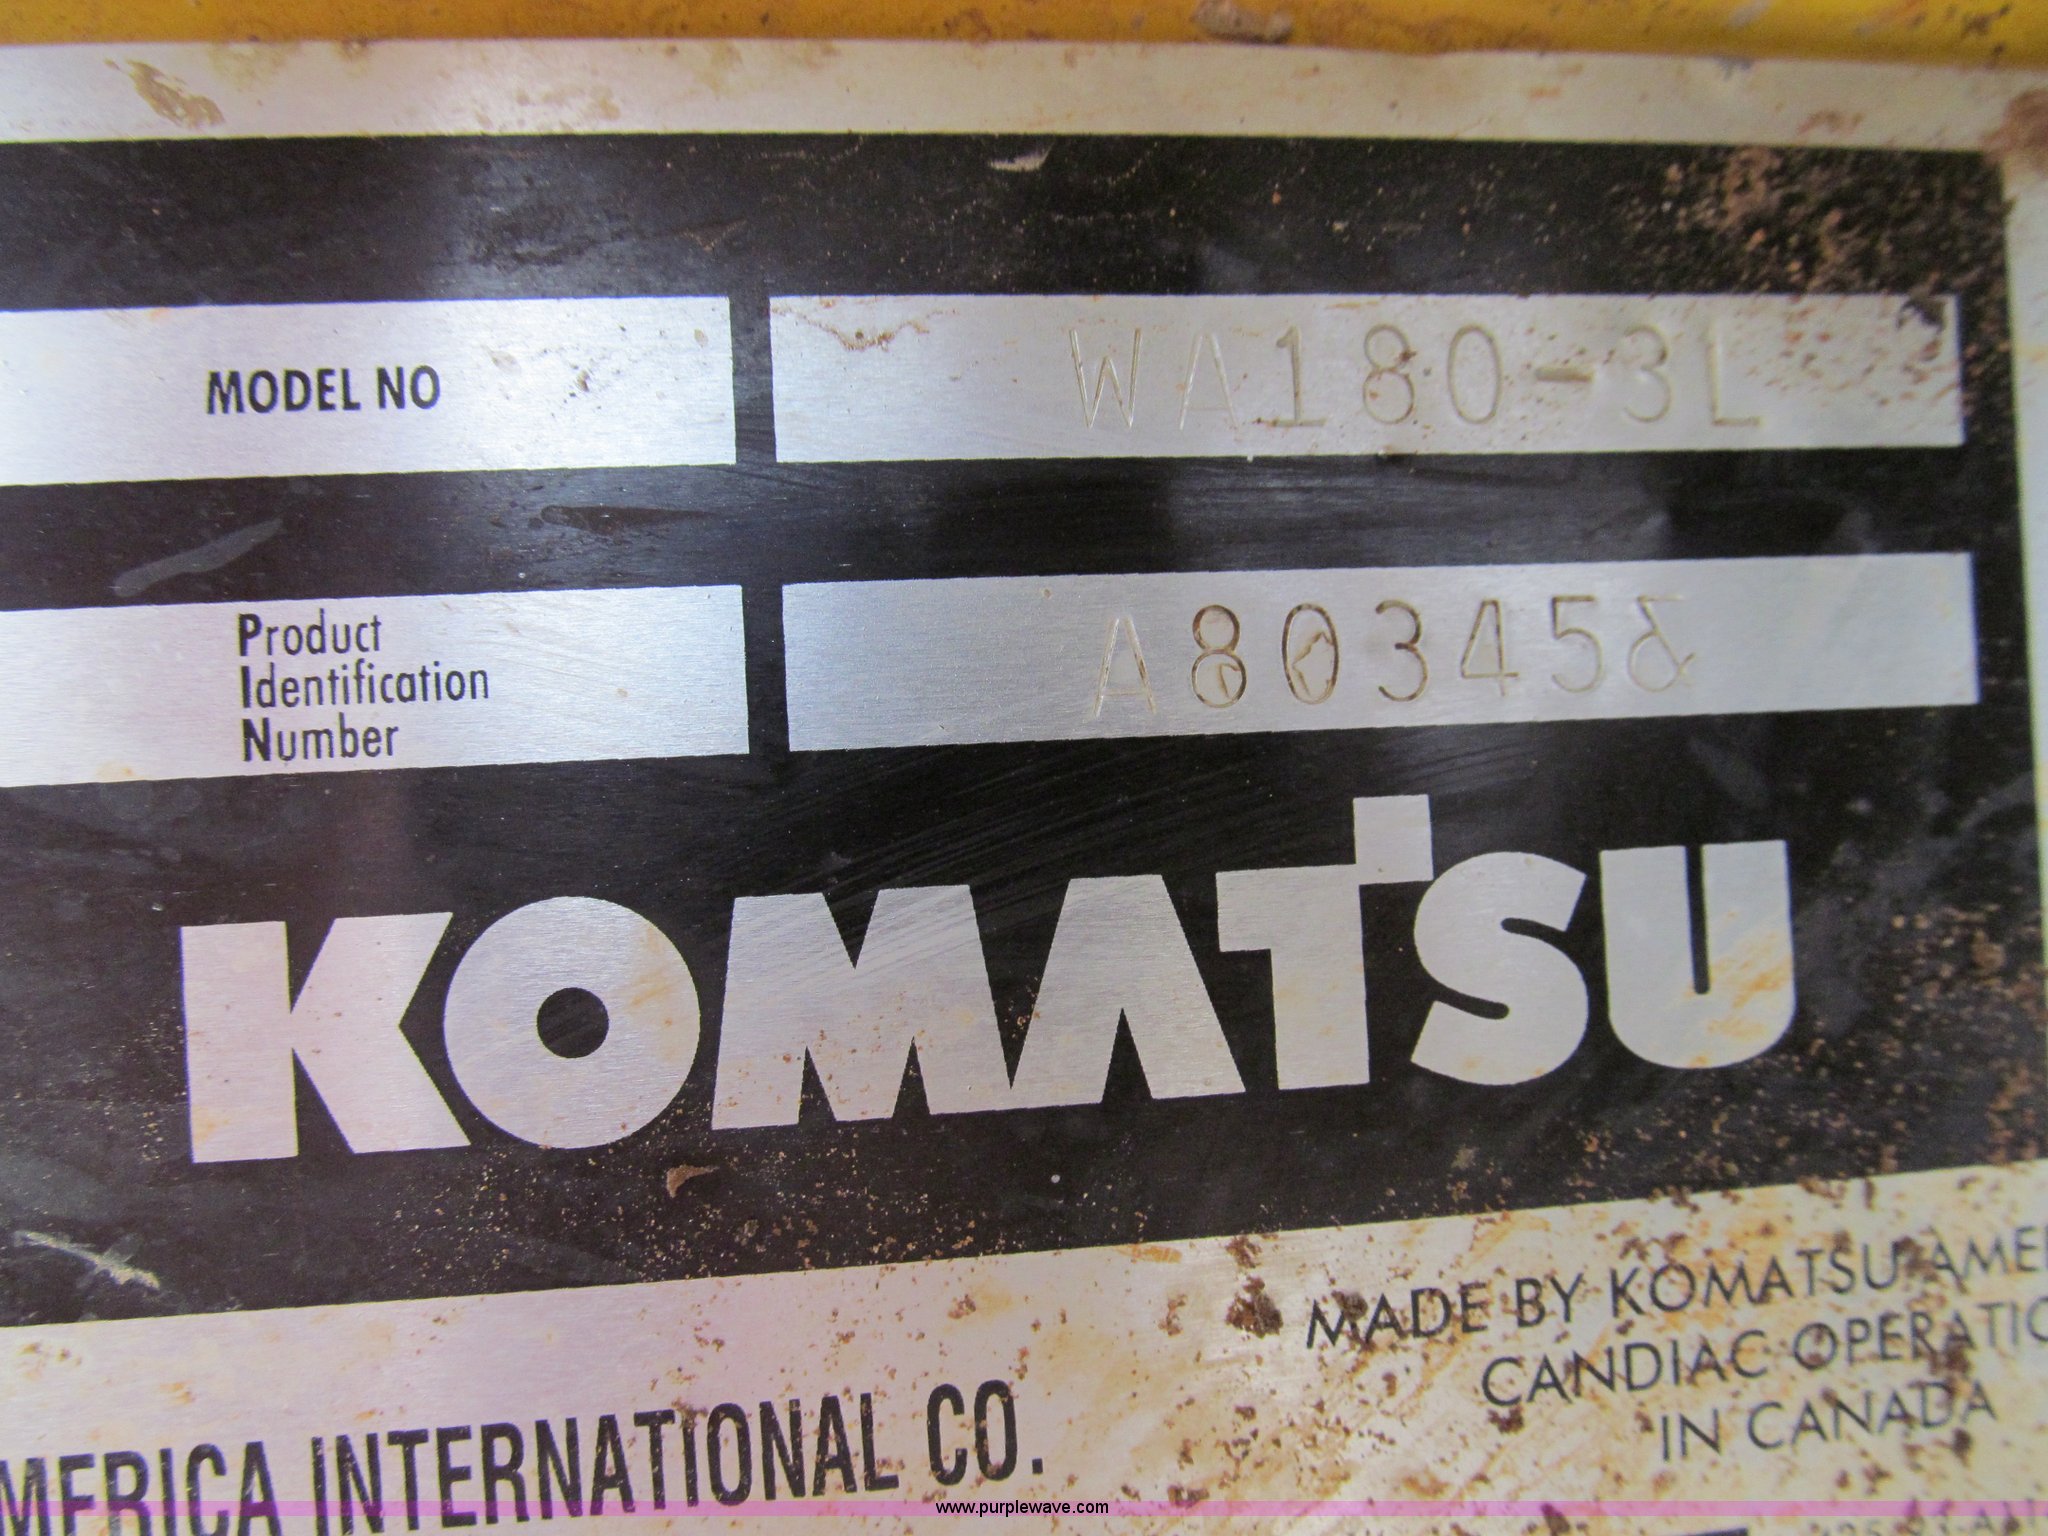 MODEL NO WA180-3L
Product
Identification
Number
A80345&
KOMATSU
MADE BY KOMATSU AME
CANDIAC OPERATIO
IN CANADA
MERICA INTERNATIONAL CO.
www.purplewave.com